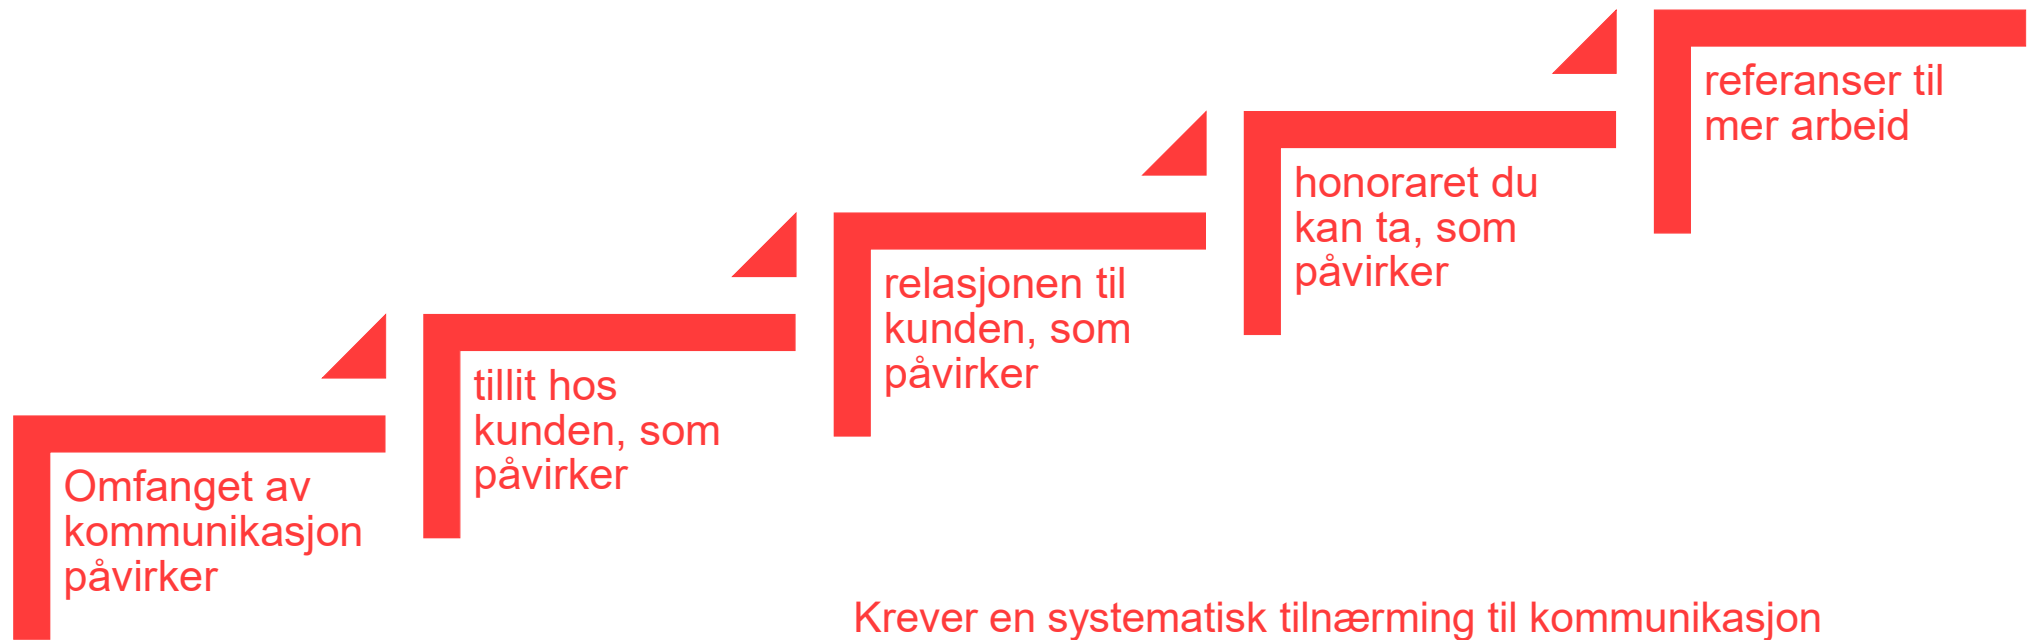 Omfanget av
kommunikasjon
påvirker
tillit hos
kunden, som
påvirker
relasjonen til
kunden, som
påvirker
honoraret du
kan ta, som
påvirker
referanser til
mer arbeid
Krever en systematisk tilnærming til kommunikasjon